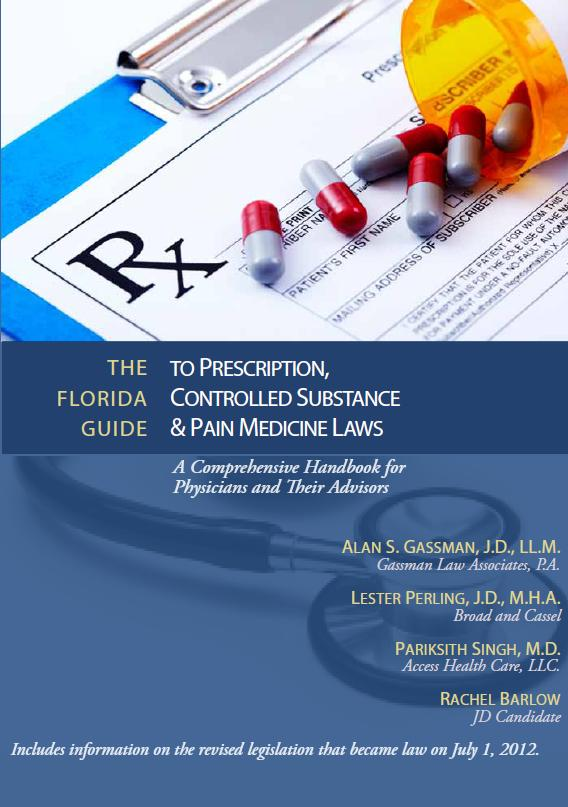 Prescription
SUBSCRIBER
Rx
PRINT
PATIENT'S FIRST NAME
MAILING ADDRESS OF SUBSCRIBER
THE
FLORIDA
GUIDE
TO PRESCRIPTION,
CONTROLLED SUBSTANCE
& PAIN MEDICINE LAWS
A Comprehensive Handbook for
Physicians and Their Advisors
ALAN S. GASSMAN, J.D., LL.M.
Gassman Law Associates, P.A.
LESTER PERLING, J.D., M.H.A.
Broad and Cassel
PARIKSITH SINGH, M.D.
Access Health Care, LLC.
RACHEL BARLOW
JD Candidate
Includes information on the revised legislation that became law on July 1, 2012.